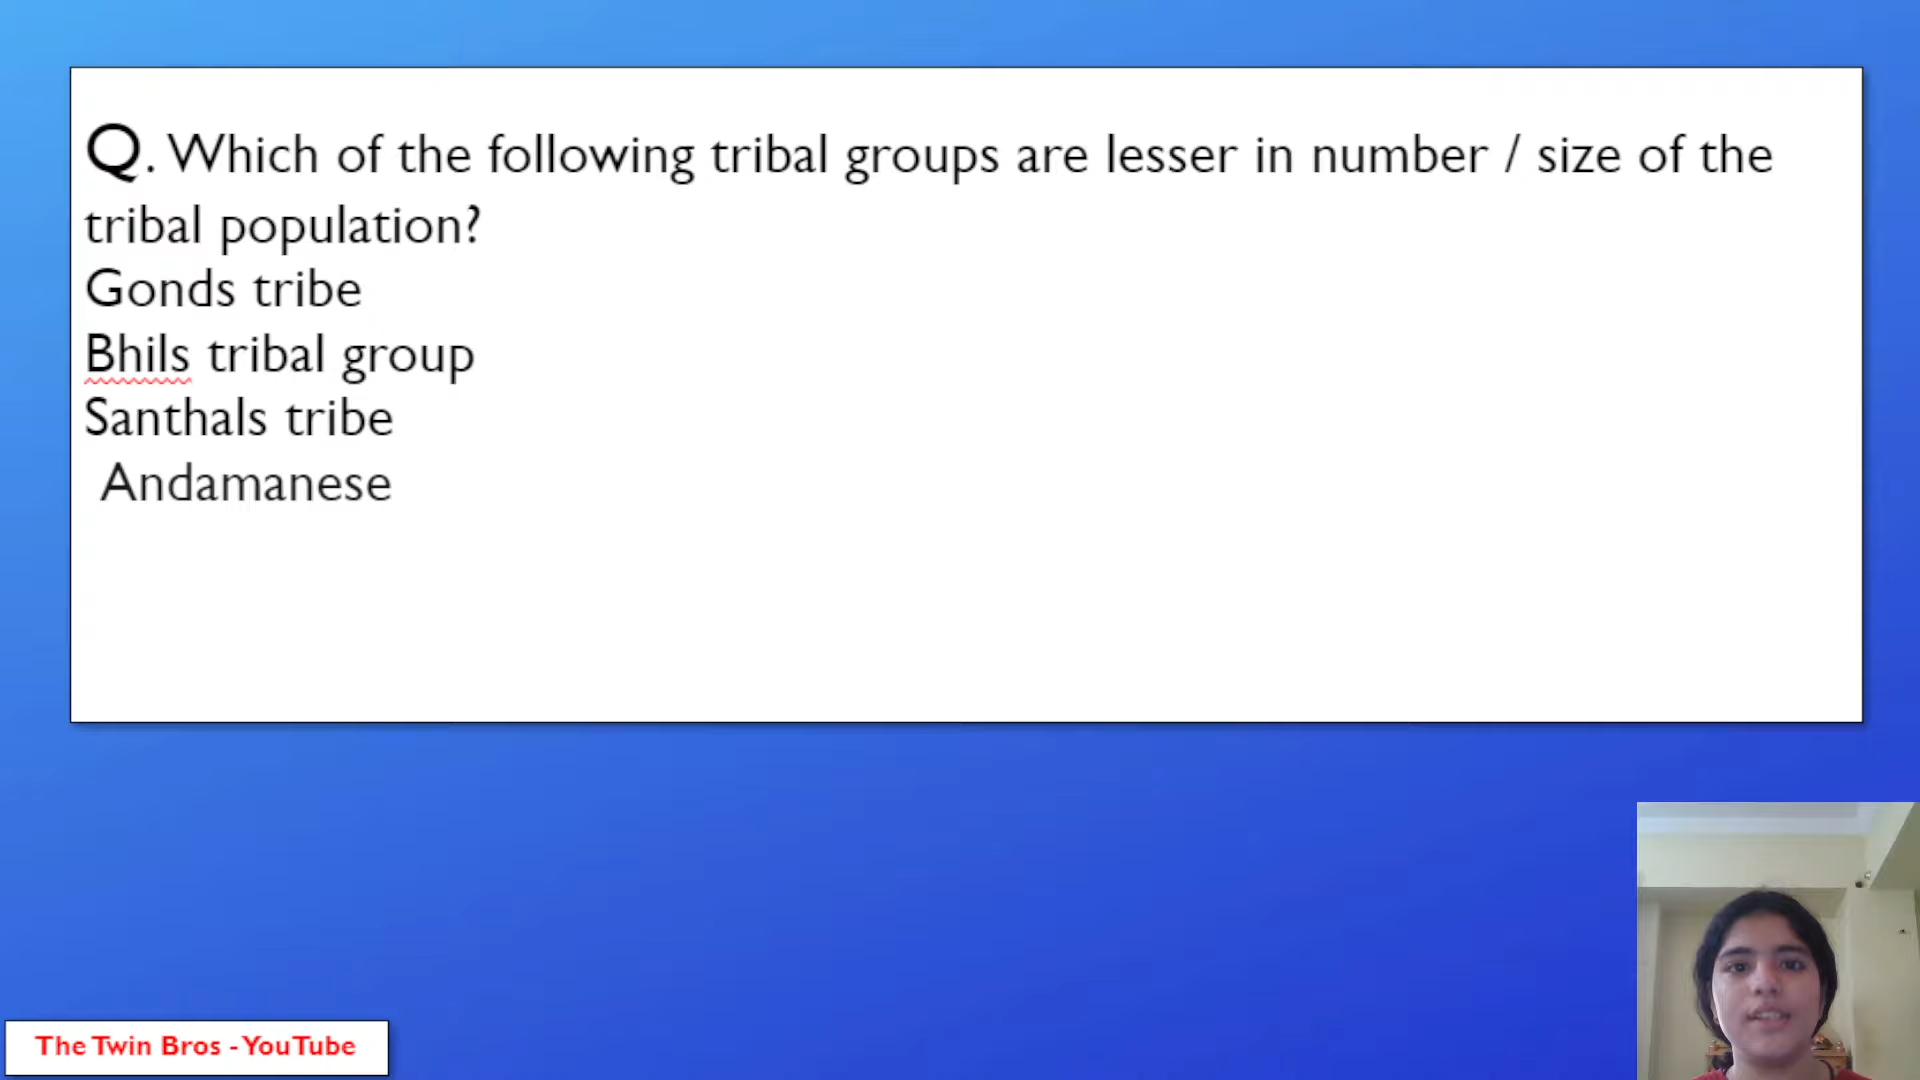 Q. Which of the following tribal groups are lesser in number / size of the
tribal population?
Gonds tribe
Bhils tribal group
Santhals tribe
Andamanese
The Twin Bros - YouTube